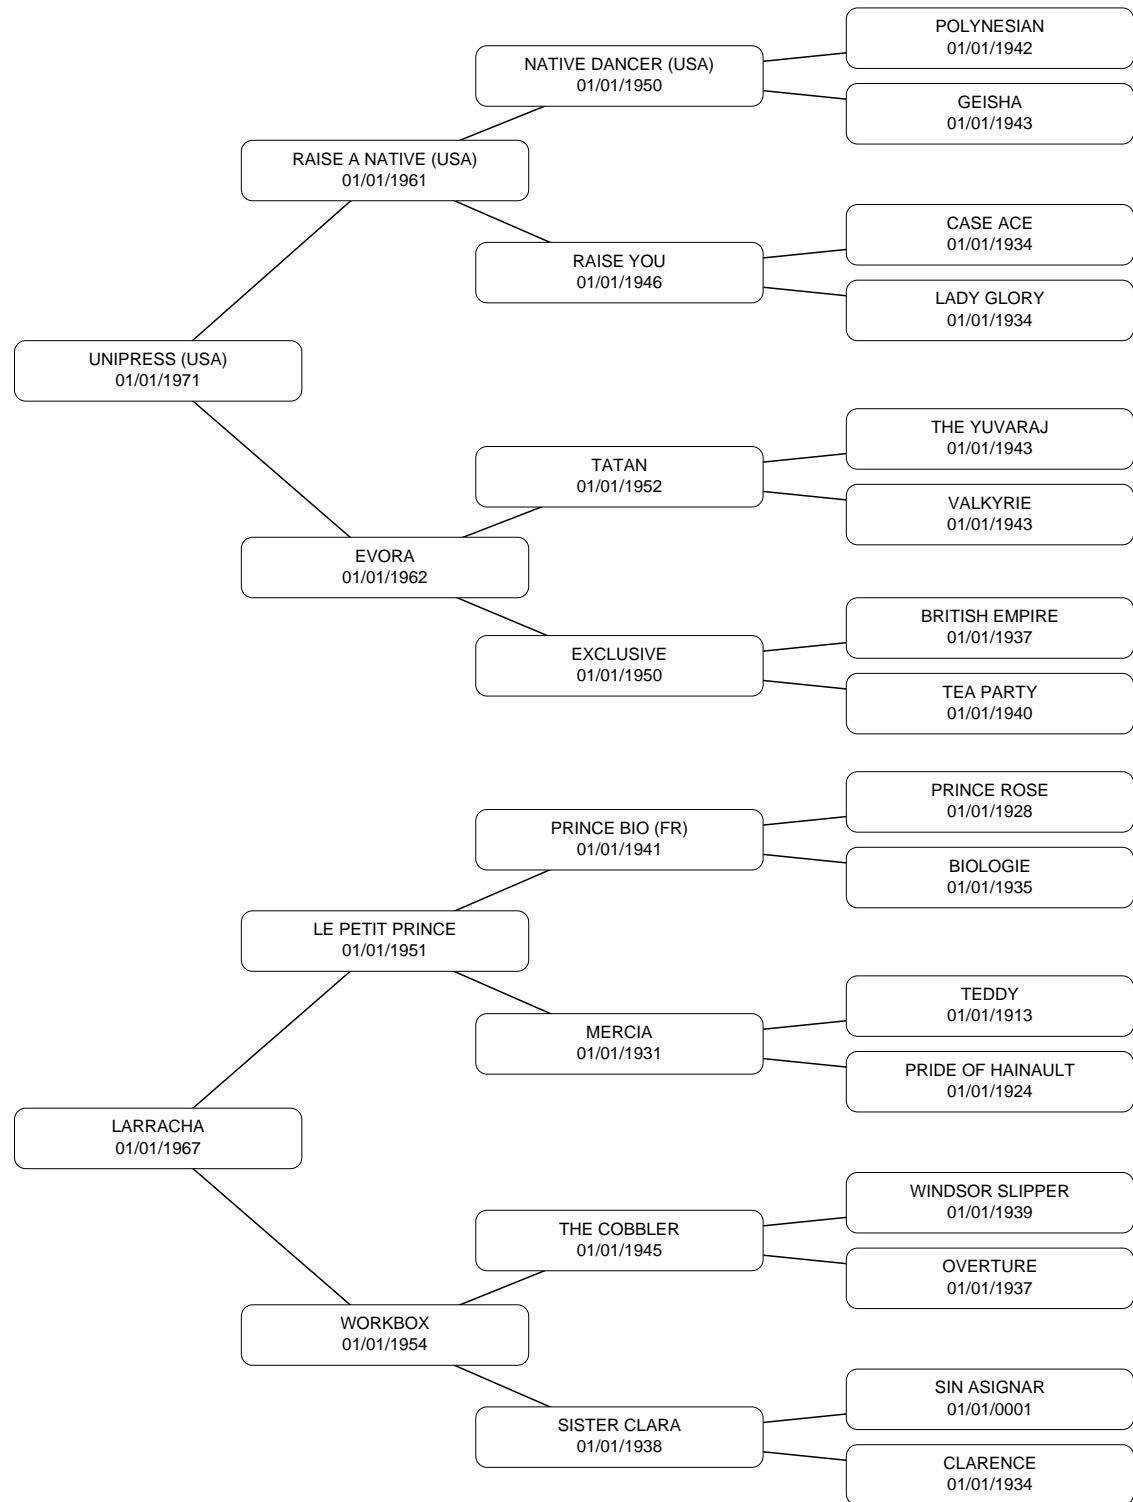 POLYNESIAN
01/01/1942
NATIVE DANCER (USA)
01/01/1950
GEISHA
01/01/1943
RAISE A NATIVE (USA)
01/01/1961
CASE ACE
01/01/1934
RAISE YOU
01/01/1946
LADY GLORY
01/01/1934
UNIPRESS (USA)
01/01/1971
THE YUVARAJ
01/01/1943
TATAN
01/01/1952
VALKYRIE
01/01/1943
EVORA
01/01/1962
BRITISH EMPIRE
01/01/1937
EXCLUSIVE
01/01/1950
TEA PARTY
01/01/1940
PRINCE ROSE
01/01/1928
PRINCE BIO (FR)
01/01/1941
BIOLOGIE
01/01/1935
LE PETIT PRINCE
01/01/1951
TEDDY
01/01/1913
MERCIA
01/01/1931
PRIDE OF HAINAULT
01/01/1924
LARRACHA
01/01/1967
WINDSOR SLIPPER
01/01/1939
THE COBBLER
01/01/1945
OVERTURE
01/01/1937
WORKBOX
01/01/1954
SIN ASIGNAR
01/01/0001
SISTER CLARA
01/01/1938
CLARENCE
01/01/1934